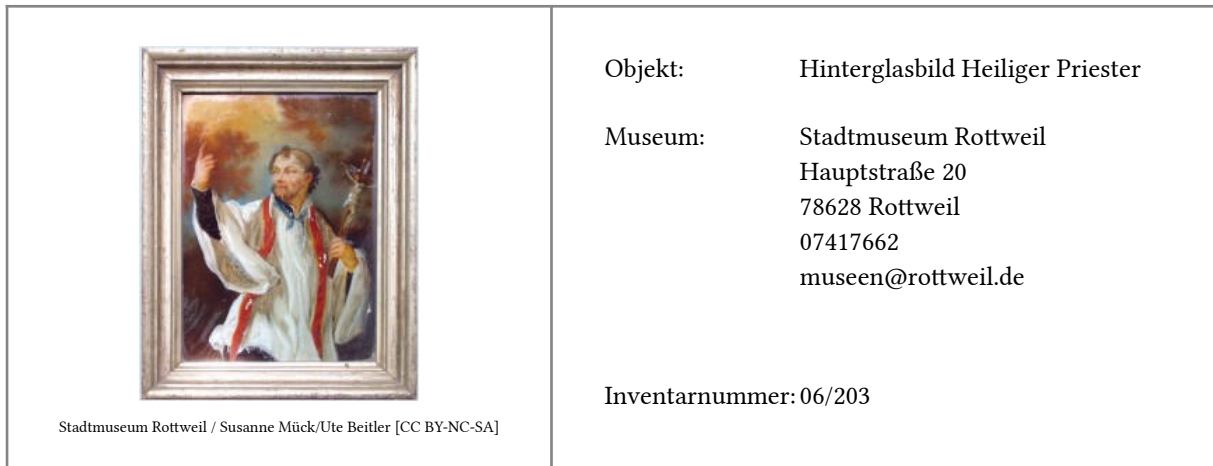 Stadtmuseum Rottweil / Susanne Mück/Ute Beitler [CC BY-NC-SA]
Objekt: Hinterglasbild Heiliger Priester
Museum: Stadtmuseum Rottweil
Hauptstraße 20
78628 Rottweil
07417662
museen@rottweil.de
Inventarnummer: 06/203